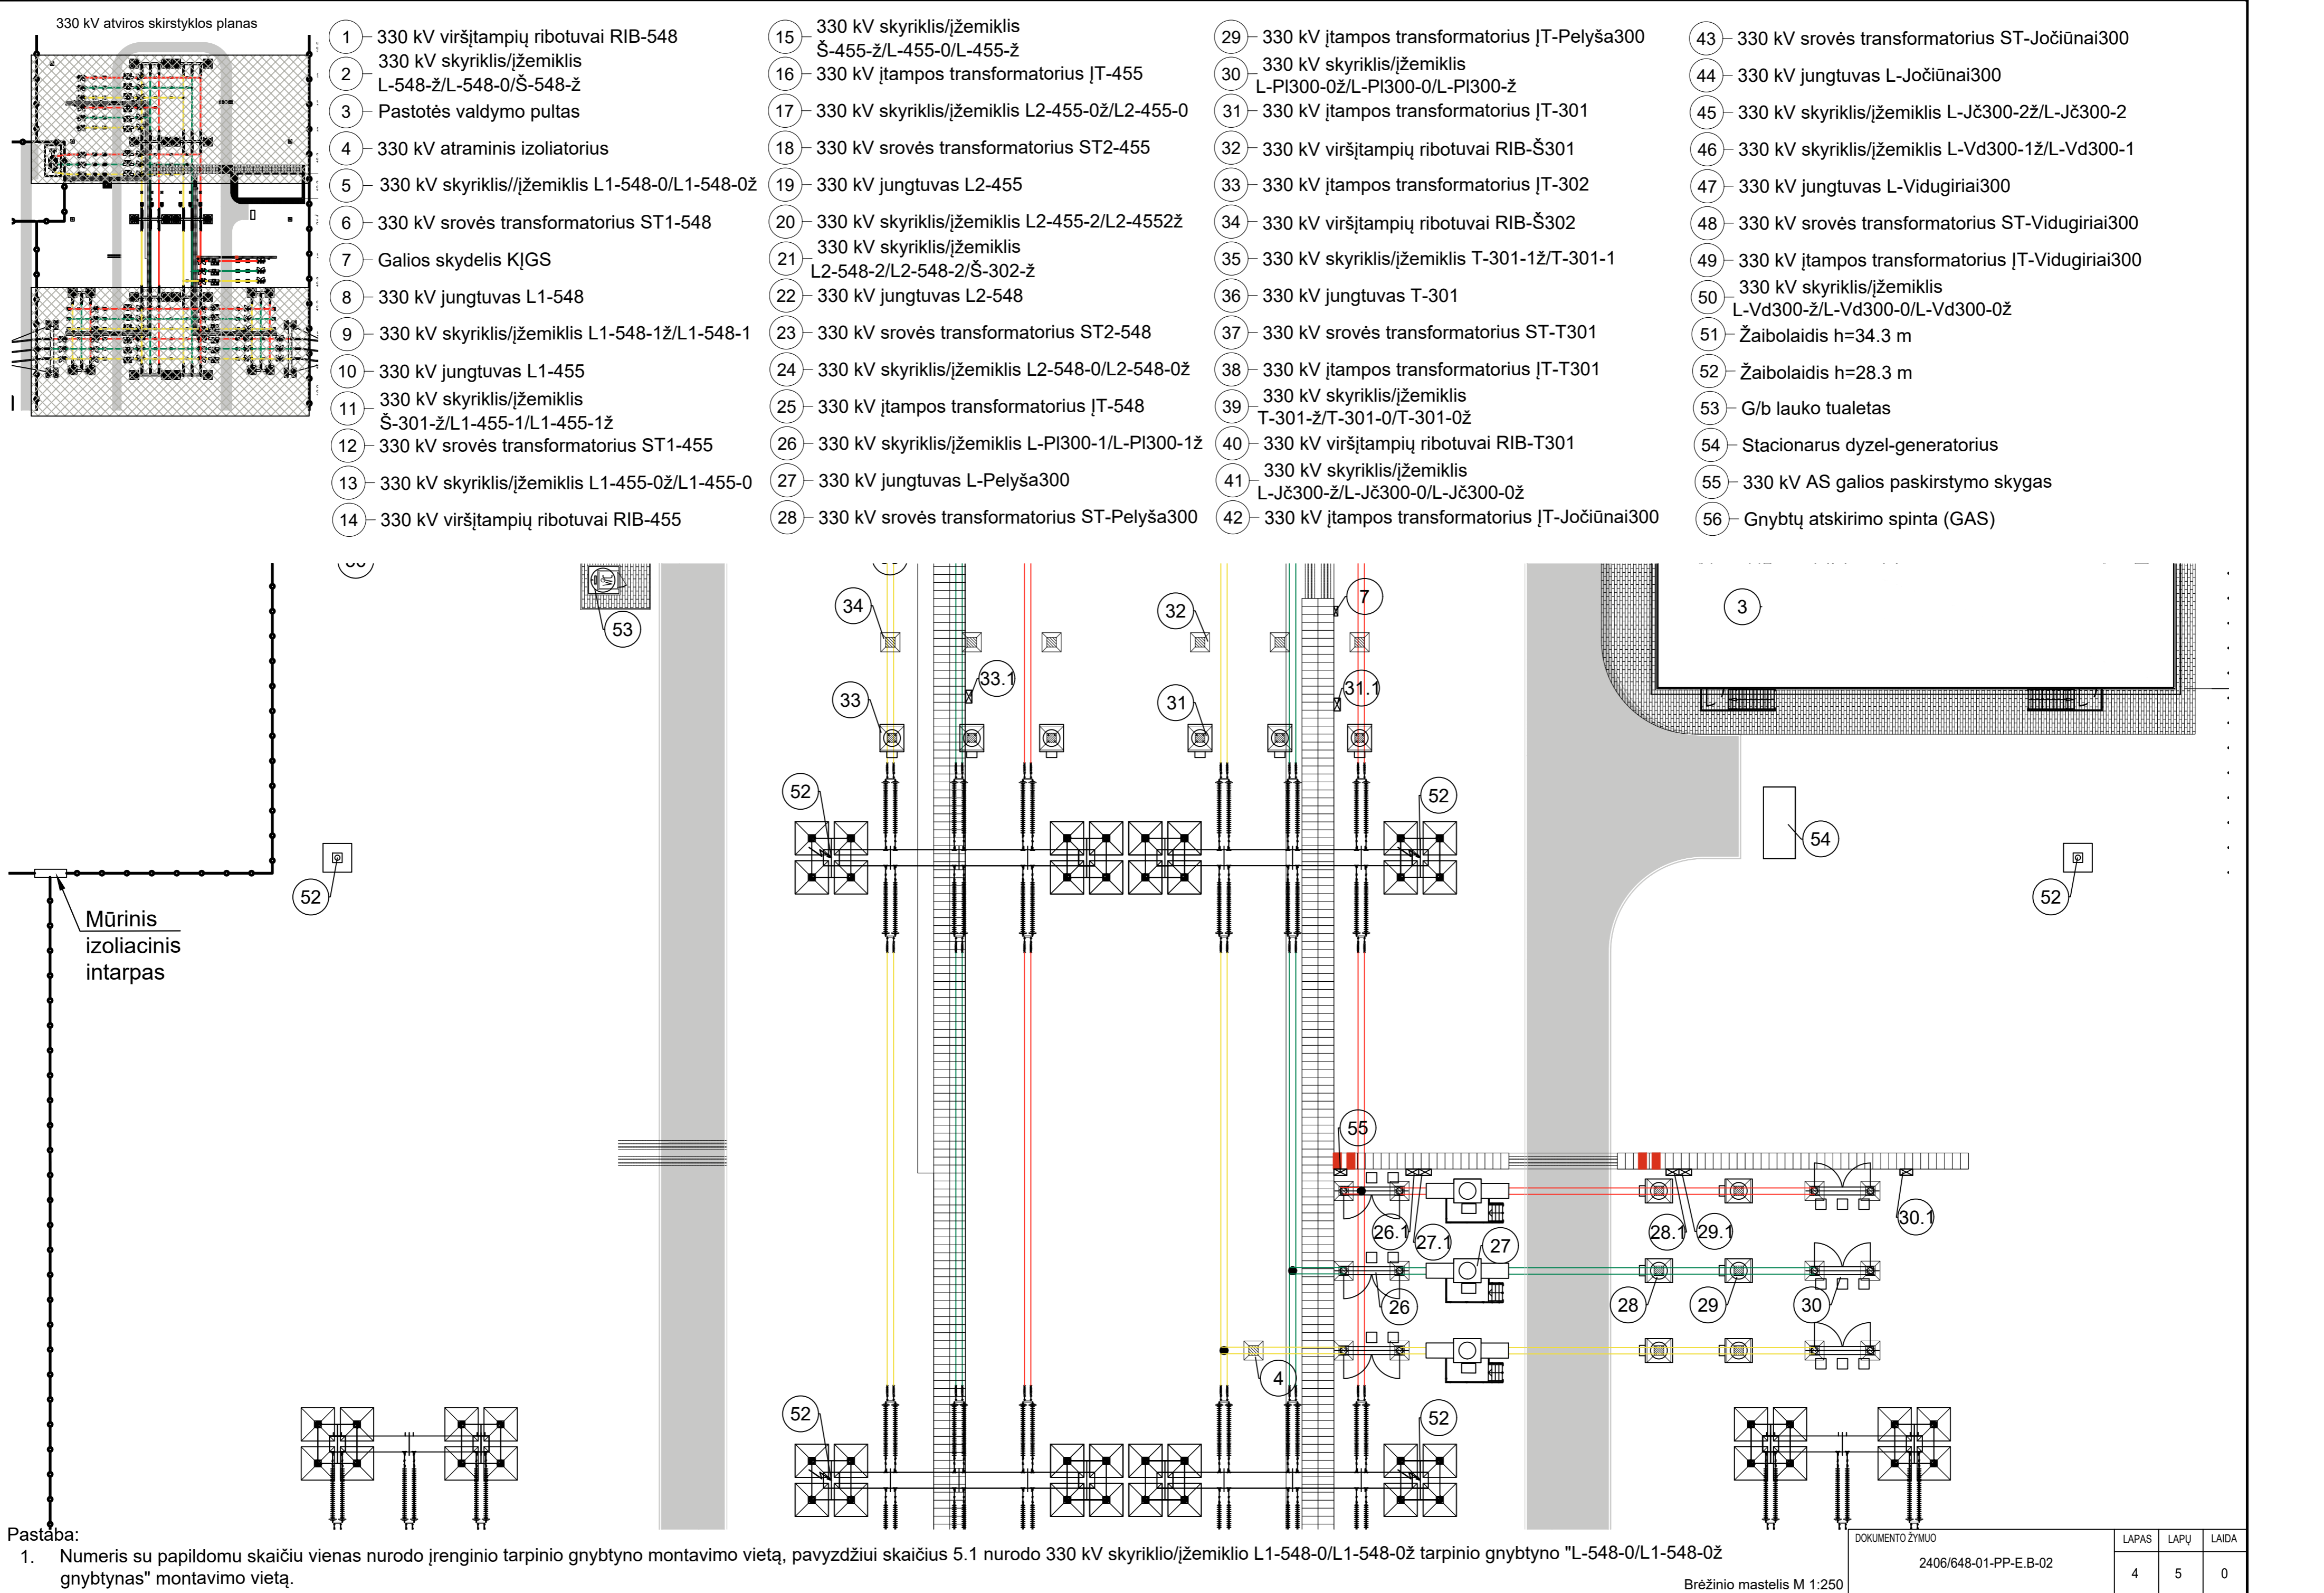 330 kV atviros skirstyklos planas
1 330 kV viršįtampių ribotuvai RIB-548
2 330 kV skyriklis/įžemiklis
L-548-ž/L-548-0/Š-548-ž
3 Pastotės valdymo pultas
4 330 kV atraminis izoliatorius
5 330 kV skyriklis//įžemiklis L1-548-0/L1-548-0ž
6 330 kV srovės transformatorius ST1-548
7 Galios skydelis KĮGS
8 330 kV jungtuvas L1-548
9 330 kV skyriklis/įžemiklis L1-548-1ž/L1-548-1
10 330 kV jungtuvas L1-455
11 330 kV skyriklis/įžemiklis
Š-301-ž/L1-455-1/L1-455-1ž
12 330 kV srovės transformatorius ST1-455
13 330 kV skyriklis/įžemiklis L1-455-0ž/L1-455-0
14 330 kV viršįtampių ribotuvai RIB-455
15 330 kV skyriklis/įžemiklis
Š-455-ž/L-455-0/L-455-ž
16 330 kV įtampos transformatorius ĮT-455
17 330 kV skyriklis/įžemiklis L2-455-0ž/L2-455-0
18 330 kV srovės transformatorius ST2-455
19 330 kV jungtuvas L2-455
20 330 kV skyriklis/įžemiklis L2-455-2/L2-4552ž
21 330 kV skyriklis/įžemiklis
L2-548-2/L2-548-2/Š-302-ž
22 330 kV jungtuvas L2-548
23 330 kV srovės transformatorius ST2-548
24 330 kV skyriklis/įžemiklis L2-548-0/L2-548-0ž
25 330 kV įtampos transformatorius ĮT-548
26 330 kV skyriklis/įžemiklis L-Pl300-1/L-Pl300-1ž
27 330 kV jungtuvas L-Pelyša300
28 330 kV srovės transformatorius ST-Pelyša300
29 330 kV įtampos transformatorius ĮT-Pelyša300
30 330 kV skyriklis/įžemiklis
L-Pl300-0ž/L-Pl300-0/L-Pl300-ž
31 330 kV įtampos transformatorius ĮT-301
32 330 kV viršįtampių ribotuvai RIB-Š301
33 330 kV įtampos transformatorius ĮT-302
34 330 kV viršįtampių ribotuvai RIB-Š302
35 330 kV skyriklis/įžemiklis T-301-1ž/T-301-1
36 330 kV jungtuvas T-301
37 330 kV srovės transformatorius ST-T301
38 330 kV įtampos transformatorius ĮT-T301
39 330 kV skyriklis/įžemiklis
T-301-ž/T-301-0/T-301-0ž
40 330 kV viršįtampių ribotuvai RIB-T301
41 330 kV skyriklis/įžemiklis
L-Jč300-ž/L-Jč300-0/L-Jč300-0ž
42 330 kV įtampos transformatorius ĮT-Jočiūnai300
43 330 kV srovės transformatorius ST-Jočiūnai300
44 330 kV jungtuvas L-Jočiūnai300
45 330 kV skyriklis/įžemiklis L-Jč300-2ž/L-Jč300-2
46 330 kV skyriklis/įžemiklis L-Vd300-1ž/L-Vd300-1
47 330 kV jungtuvas L-Vidugiriai300
48 330 kV srovės transformatorius ST-Vidugiriai300
49 330 kV įtampos transformatorius ĮT-Vidugiriai300
50 330 kV skyriklis/įžemiklis
L-Vd300-ž/L-Vd300-0/L-Vd300-0ž
51 Žaibolaidis h=34.3 m
52 Žaibolaidis h=28.3 m
53 G/b lauko tualetas
54 Stacionarus dyzel-generatorius
55 330 kV AS galios paskirstymo skygas
56 Gnybtų atskirimo spinta (GAS)
53
34
32
7
3
33
33.1
31
31.1
52
52
54
52
52
Mūrinis
izoliacinis
intarpas
55
26.1
27.1
27
28.1
29.1
30.1
26
28
29
30
4
52
52
Pastaba:
1. Numeris su papildomu skaičiu vienas nurodo įrenginio tarpinio gnybtyno montavimo vietą, pavyzdžiui skaičius 5.1 nurodo 330 kV skyriklio/įžemiklio L1-548-0/L1-548-0ž tarpinio gnybtyno "L-548-0/L1-548-0ž
gnybtynas" montavimo vietą.
Brėžinio mastelis M 1:250
DOKUMENTO ŽYMUO LAPAS LAPŲ LAIDA
2406/648-01-PP-E.B-02 4 5 0